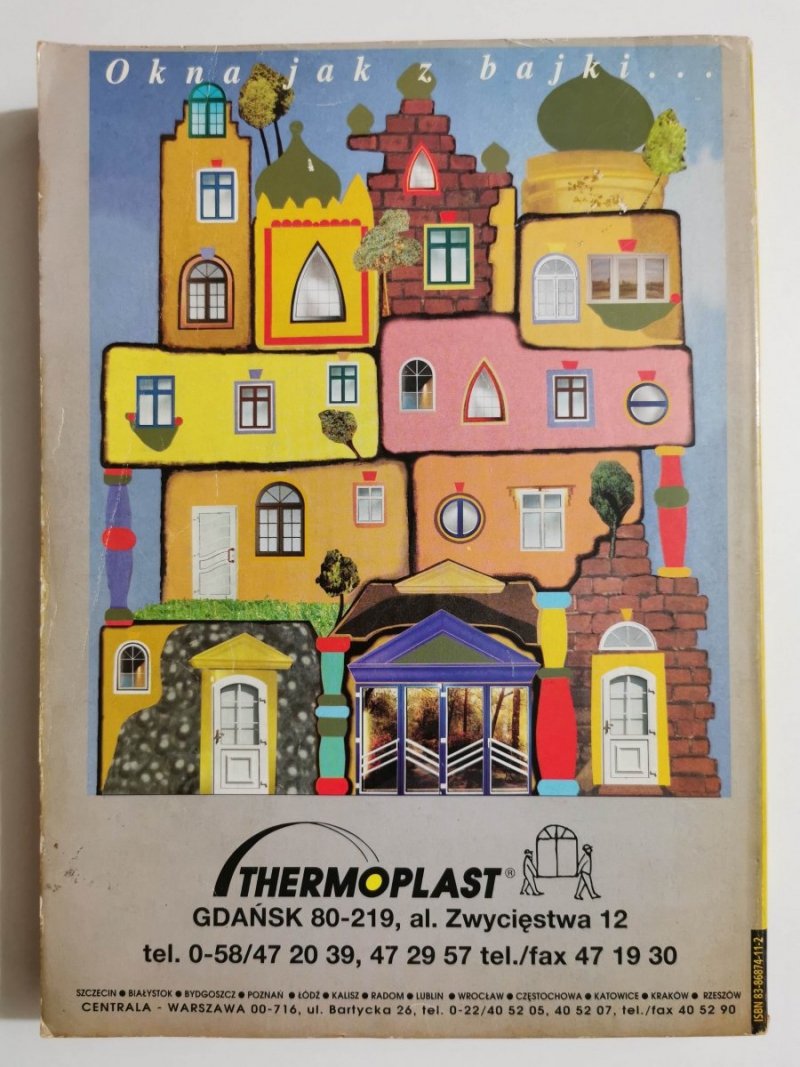 Okna jak z bajki...
THERMOPLAST®
GDAŃSK 80-219, al. Zwycięstwa 12
tel. 0-58/47 20 39, 47 29 57 tel./fax 47 19 30
SZCZECIN ● BIAŁYSTOK ● BYDGOSZCZ ● POZNAŃ ● ŁÓDŹ ● KALISZ ● RADOM ● LUBLIN ● WROCŁAW ● CZĘSTOCHOWA ● KATOWICE ● KRAKÓW ● RZESZÓW
CENTRALA - WARSZAWA 00-716, ul. Bartycka 26, tel. 0-22/40 52 05, 40 52 07, tel./fax 40 52 90
ISBN 83-86874-11-2